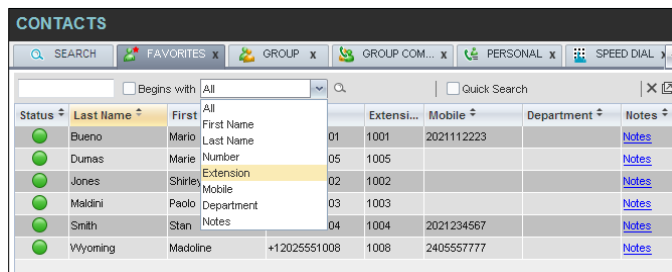 CONTACTS
SEARCH FAVORITES x GROUP x GROUP COM... x PERSONAL x SPEED DIAL
Begins with All Quick Search
Status Last Name First Extensi... Mobile Department Notes
All
First Name
Last Name
Number
Extension
Mobile
Department
Notes
Bueno Mario 01 1001 2021112223 Notes
Dumas Marie 05 1005 Notes
Jones Shirley 02 1002 Notes
Maldini Paolo 03 1003 Notes
Smith Stan 04 1004 2021234567 Notes
Wyoming Madoline +12025551008 1008 2405557777 Notes